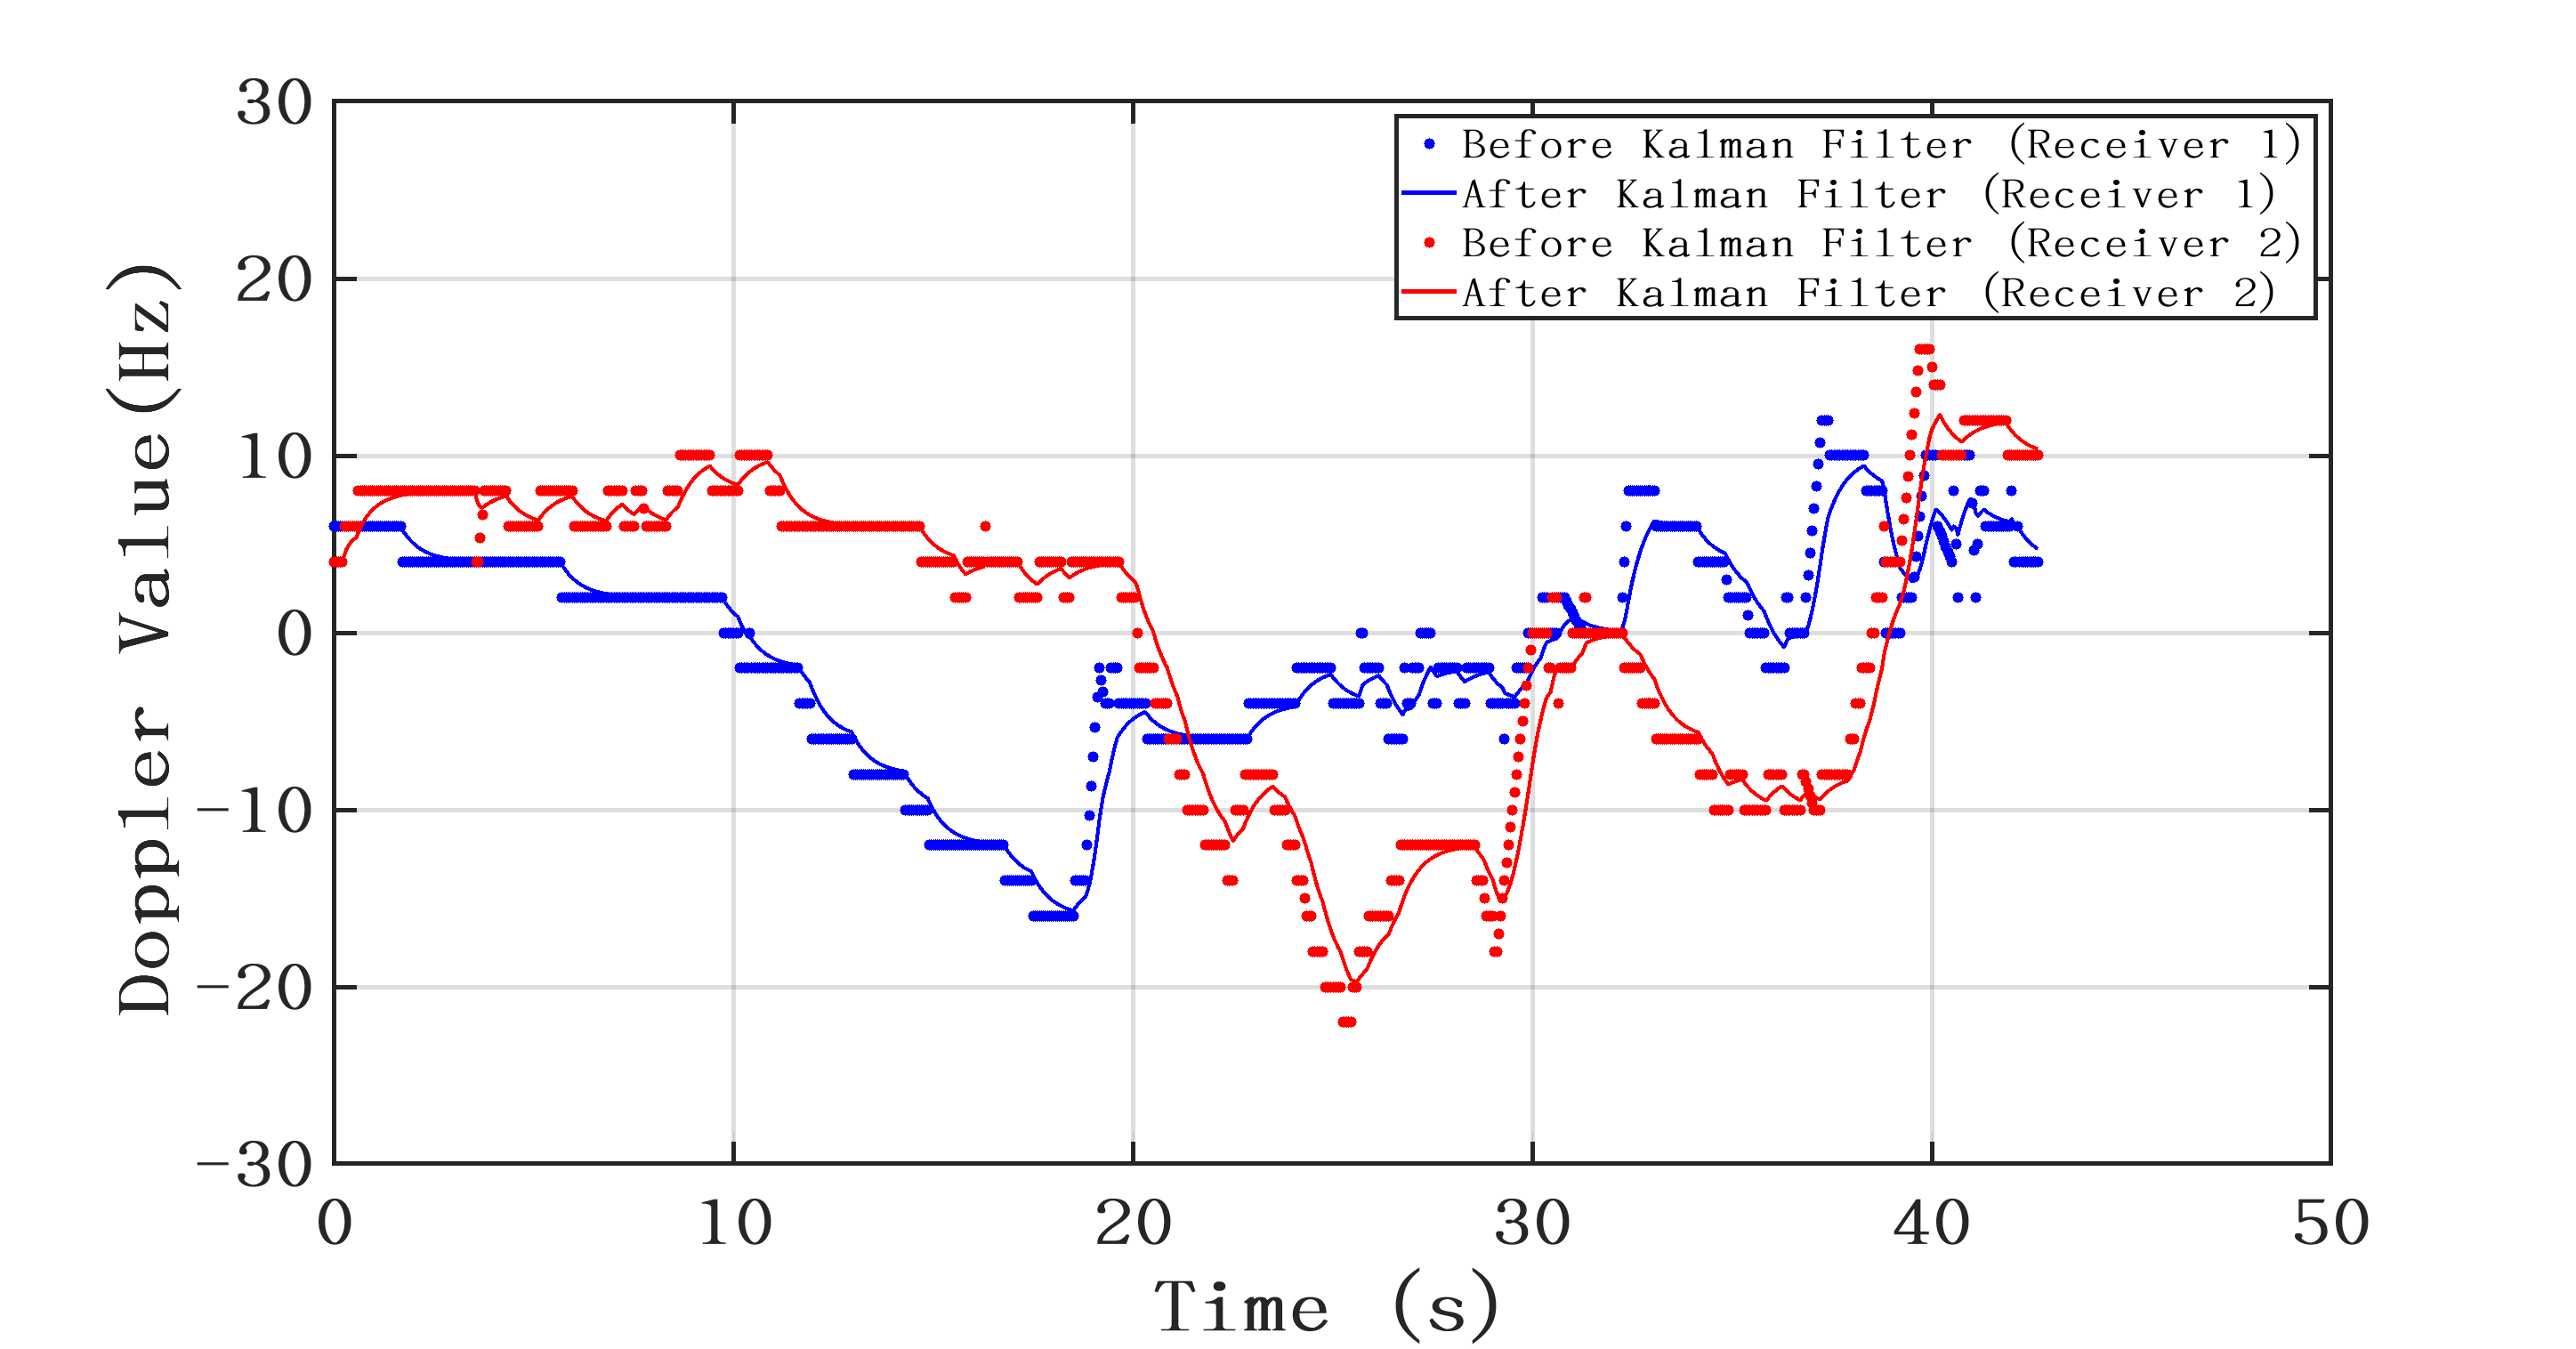 30
20
10
0
−10
−20
−30
Doppler Value(Hz)
Before Kalman Filter (Receiver 1)
After Kalman Filter (Receiver 1)
Before Kalman Filter (Receiver 2)
After Kalman Filter (Receiver 2)
0 10 20 30 40 50
Time (s)